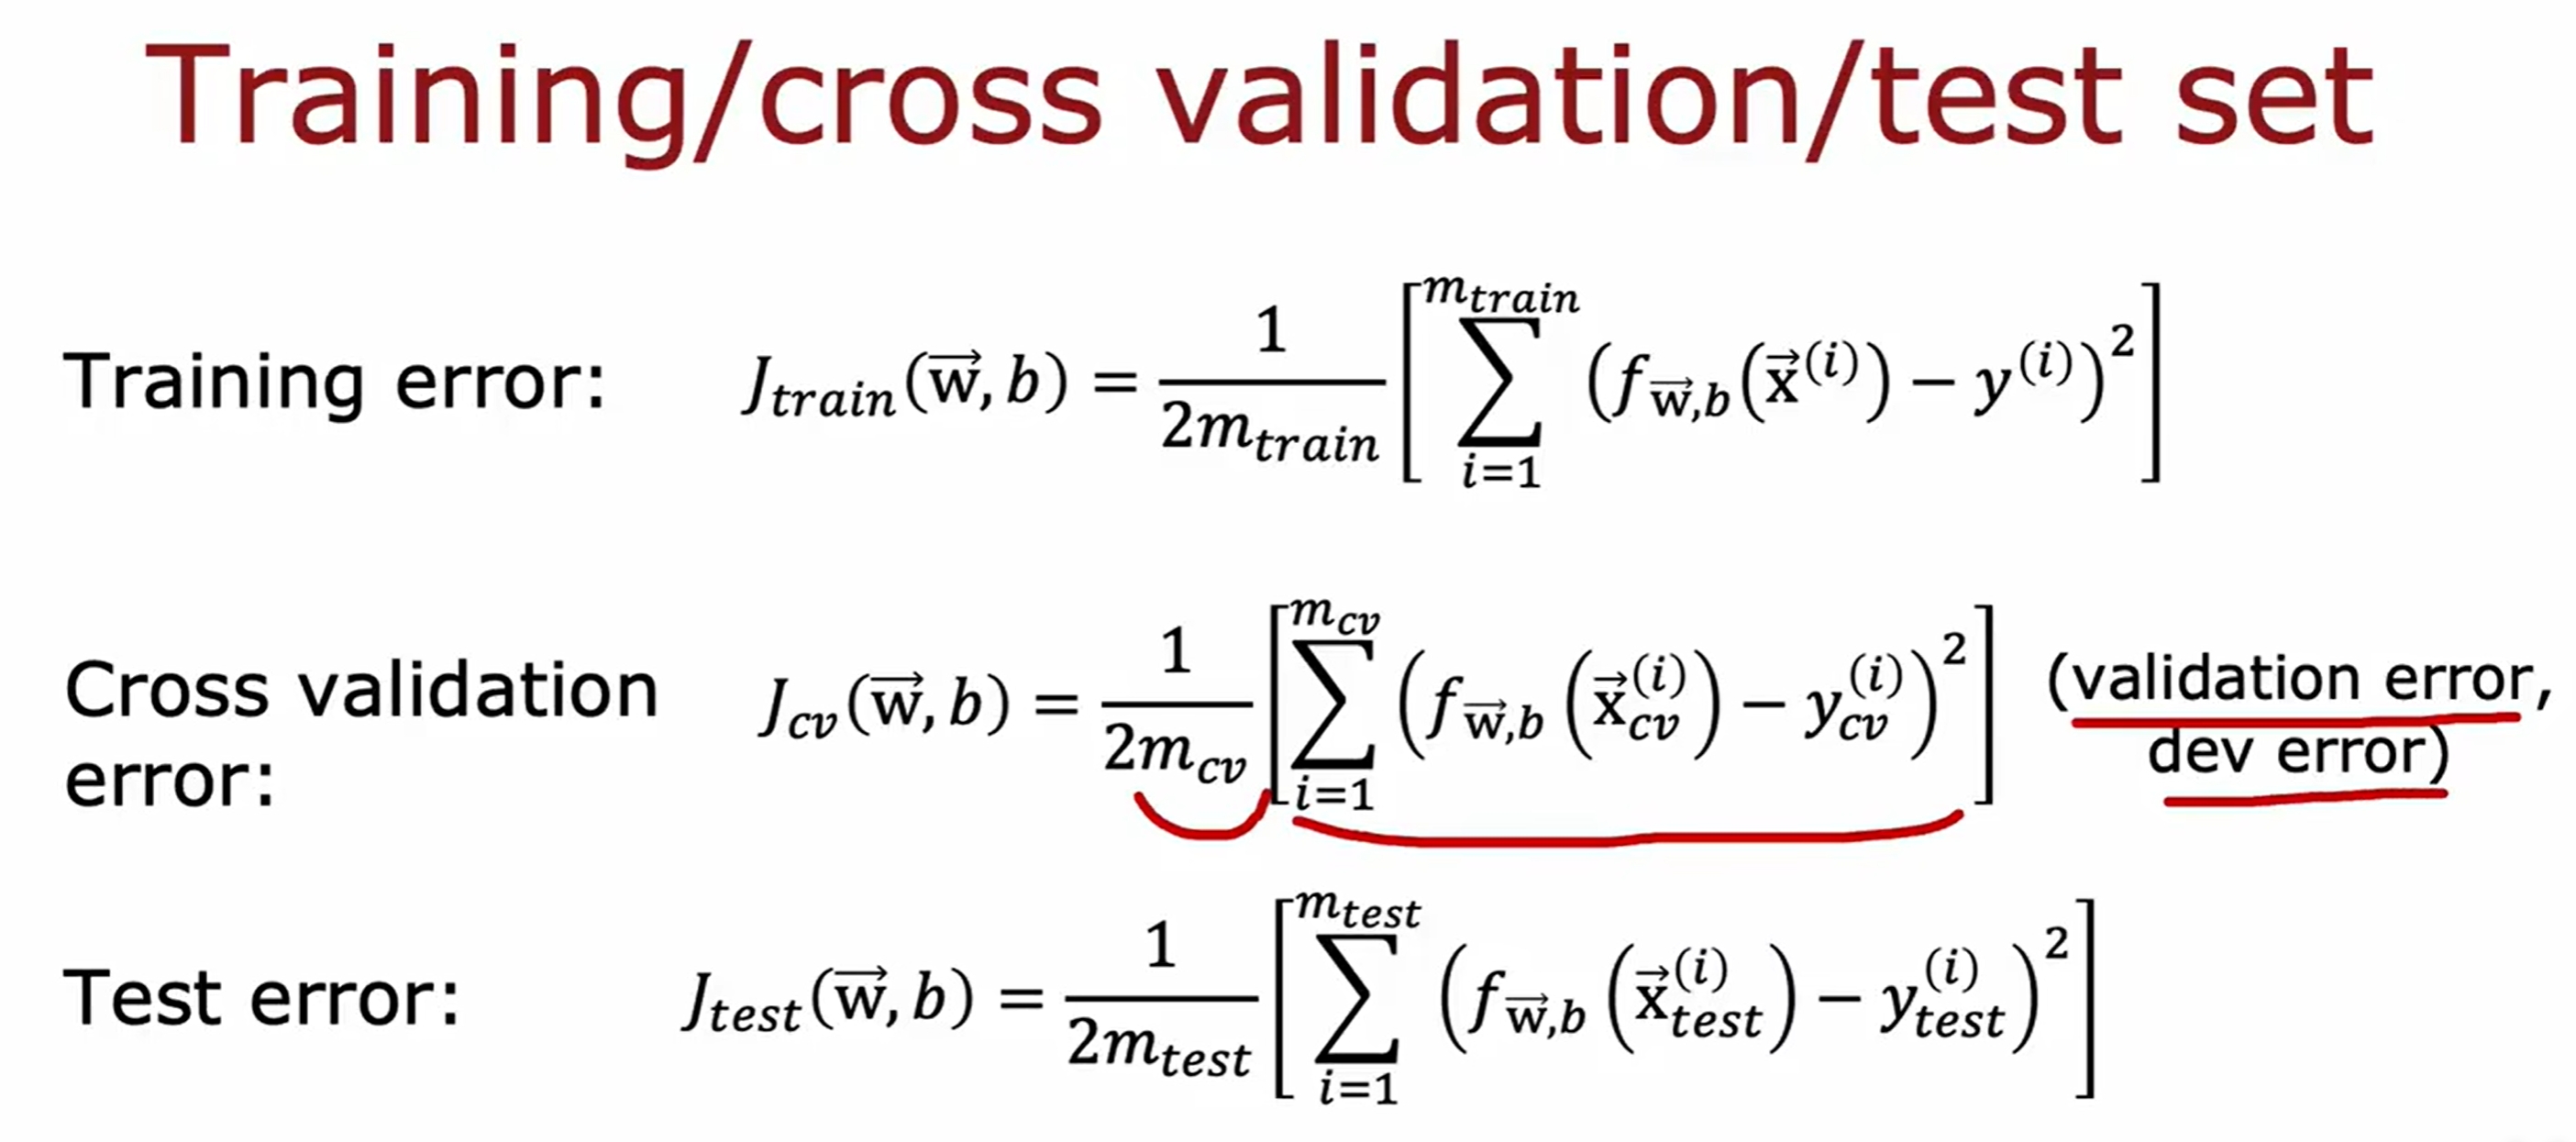 Training/cross validation/test set
Training error: $J_{train}(\vec{w}, b) = \frac{1}{2m_{train}} \left[ \sum_{i=1}^{m_{train}} \left( f_{\vec{w},b}(\vec{x}^{(i)}) - y^{(i)} \right)^2 \right]$
Cross validation error: $J_{cv}(\vec{w}, b) = \frac{1}{2m_{cv}} \left[ \sum_{i=1}^{m_{cv}} \left( f_{\vec{w},b} \left( \vec{x}_{cv}^{(i)} \right) - y_{cv}^{(i)} \right)^2 \right]$ (validation error, dev error)
Test error: $J_{test}(\vec{w}, b) = \frac{1}{2m_{test}} \left[ \sum_{i=1}^{m_{test}} \left( f_{\vec{w},b} \left( \vec{x}_{test}^{(i)} \right) - y_{test}^{(i)} \right)^2 \right]$